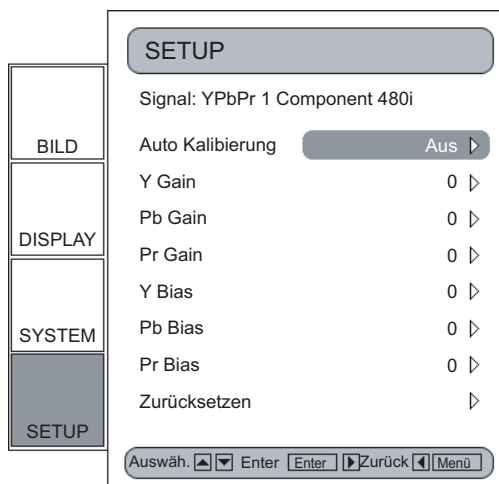 SETUP
Signal: YPbPr 1 Component 480i
BILD
DISPLAY
SYSTEM
SETUP
Auto Kalibierung Aus
Y Gain 0
Pb Gain 0
Pr Gain 0
Y Bias 0
Pb Bias 0
Pr Bias 0
Zurücksetzen
Auswäh. Enter Enter Zurück Menü